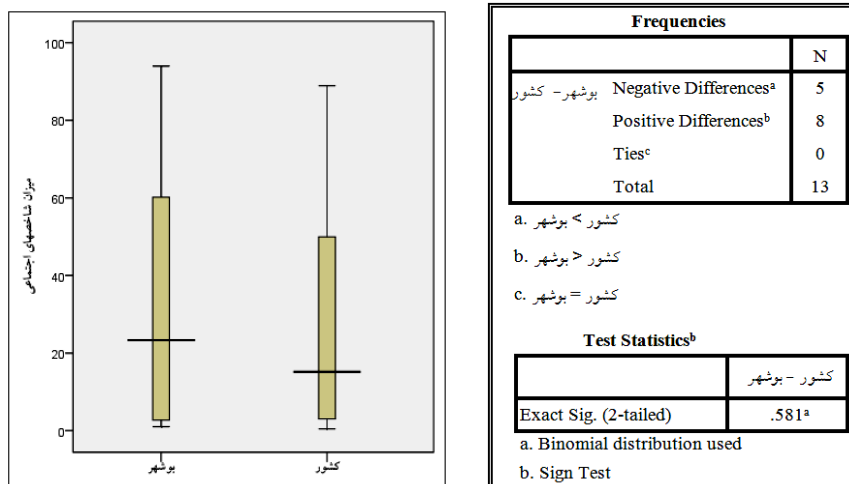 100
80
60
40
20
0
میزان شاخصهای اجتماعی
بوشهر
کشور
Frequencies
N
بوشهر - کشور Negative Differencesa 5
Positive Differencesb 8
Tiesc 0
Total 13
a. کشور > بوشهر
b. کشور < بوشهر
c. کشور = بوشهر
Test Statisticsb
کشور - بوشهر
Exact Sig. (2-tailed) .581a
a. Binomial distribution used
b. Sign Test